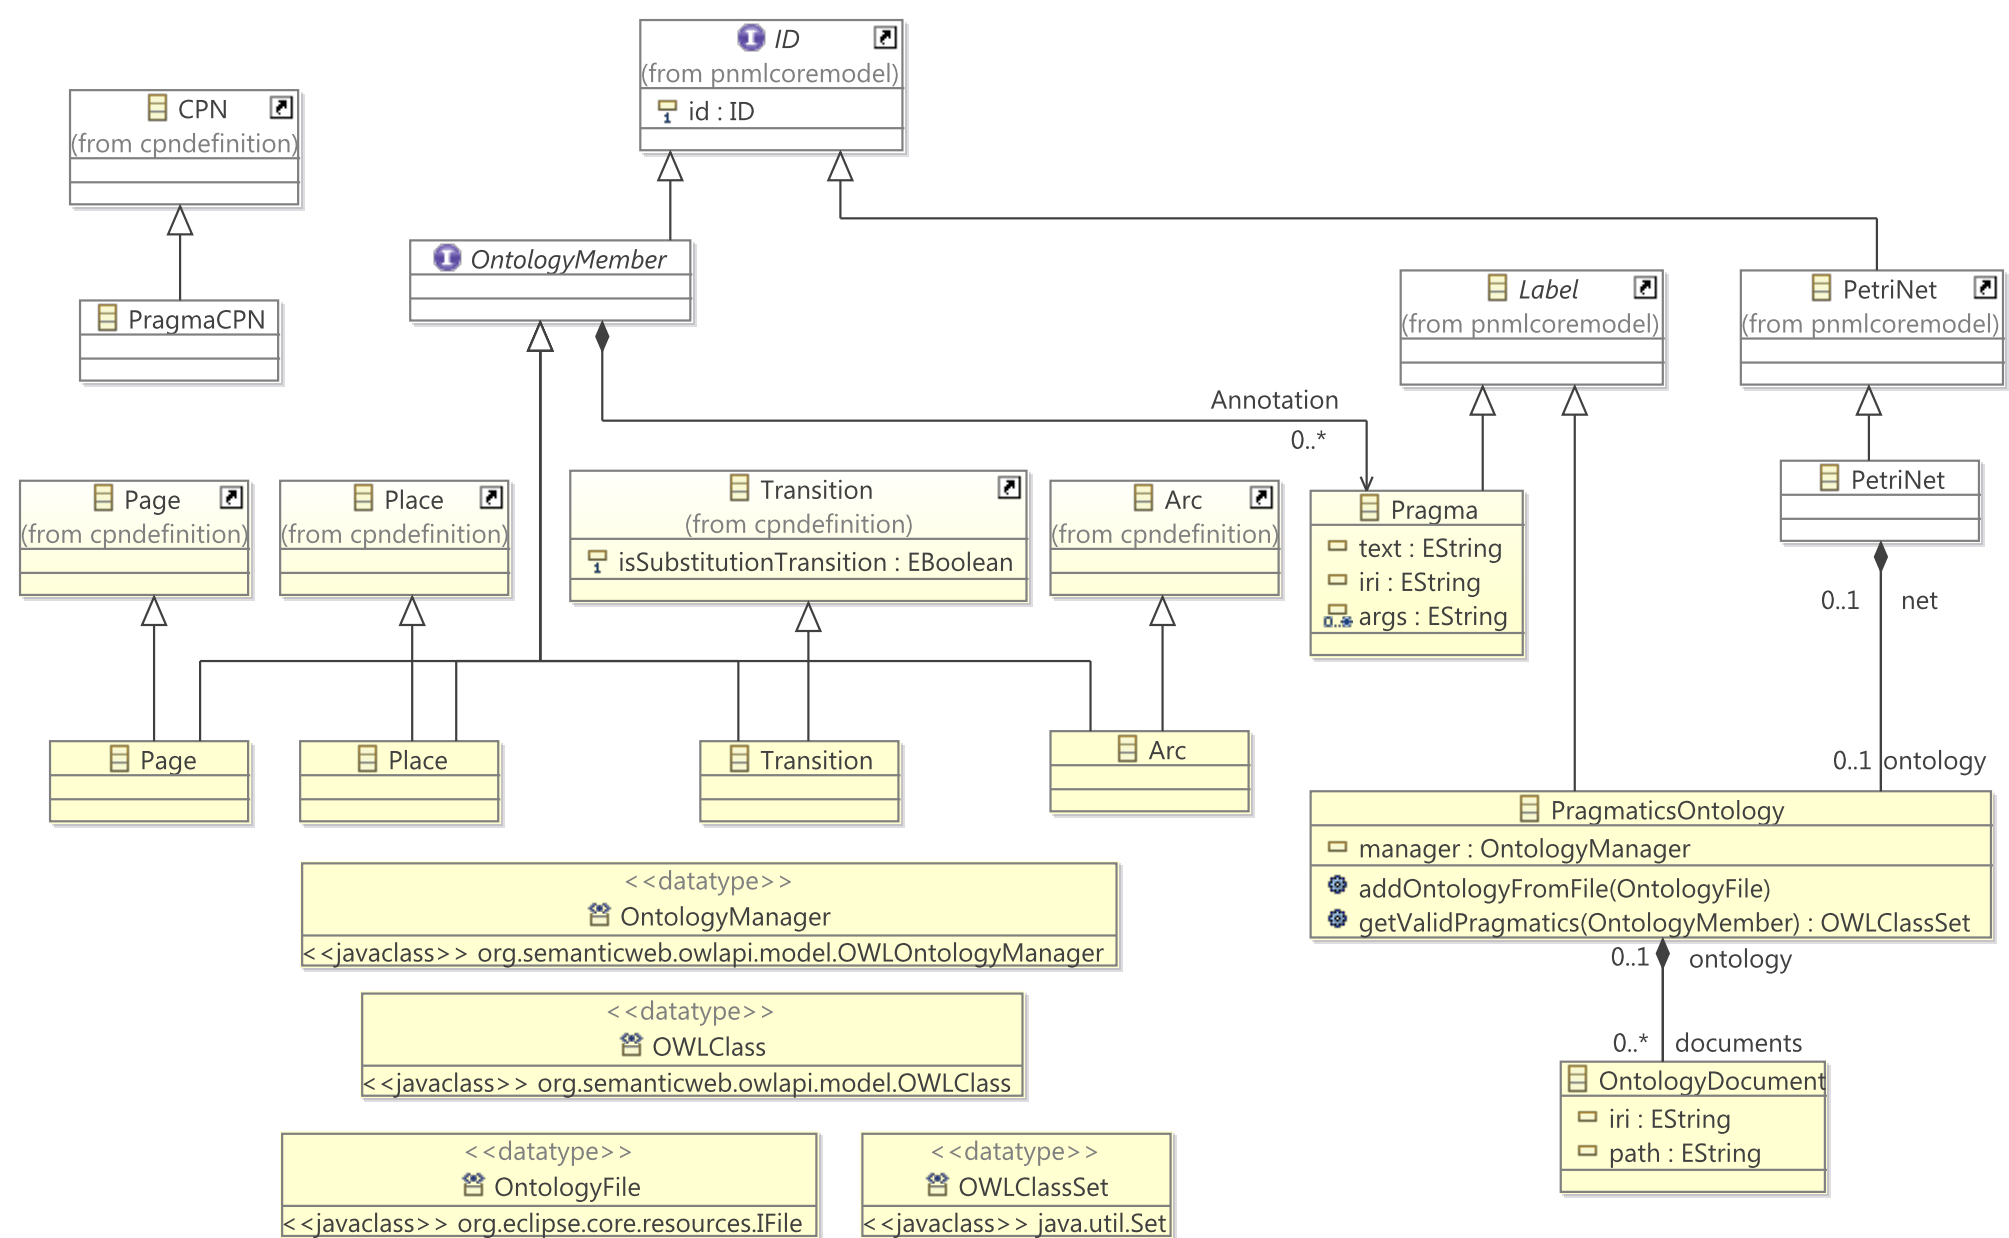 ID
(from pnmlcoremodel)
1 id : ID
CPN
(from cpndefinition)
OntologyMember
PragmaCPN
Label
(from pnmlcoremodel)
PetriNet
(from pnmlcoremodel)
Annotation
0..*
Page
(from cpndefinition)
Place
(from cpndefinition)
Transition
(from cpndefinition)
1 isSubstitutionTransition : EBoolean
Arc
(from cpndefinition)
Pragma
text : EString
iri : EString
0..* args : EString
PetriNet
0..1 net
Page
Place
Transition
Arc
0..1 ontology
PragmaticsOntology
manager : OntologyManager
addOntologyFromFile(OntologyFile)
getValidPragmatics(OntologyMember) : OWLClassSet
<<datatype>>
OntologyManager
<<javaclass>> org.semanticweb.owlapi.model.OWLOntologyManager
0..1 ontology
0..* documents
<<datatype>>
OWLClass
<<javaclass>> org.semanticweb.owlapi.model.OWLClass
OntologyDocument
iri : EString
path : EString
<<datatype>>
OntologyFile
<<javaclass>> org.eclipse.core.resources.IFile
<<datatype>>
OWLClassSet
<<javaclass>> java.util.Set